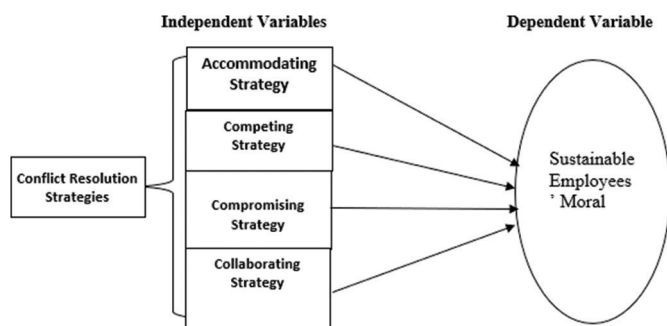 Independent Variables
Dependent Variable
Accommodating
Strategy
Competing
Strategy
Conflict Resolution
Strategies
Compromising
Strategy
Collaborating
Strategy
Sustainable
Employees
’ Moral